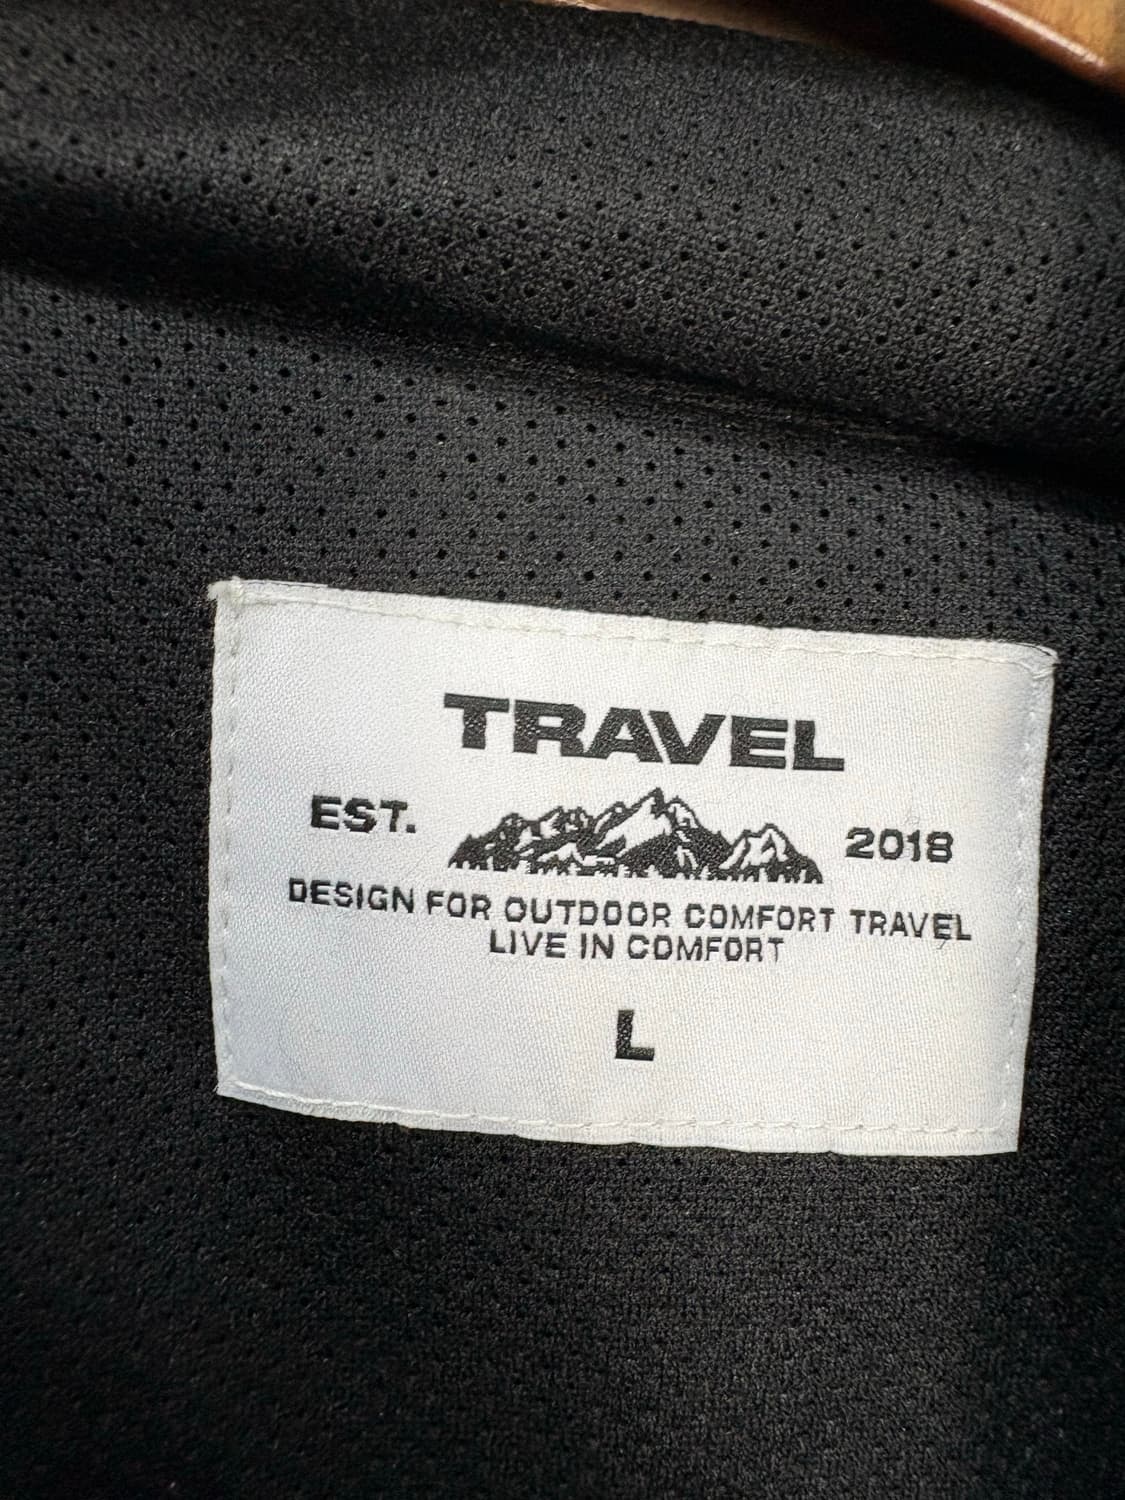 TRAVEL
EST. 2018
DESIGN FOR OUTDOOR COMFORT TRAVEL
LIVE IN COMFORT
L